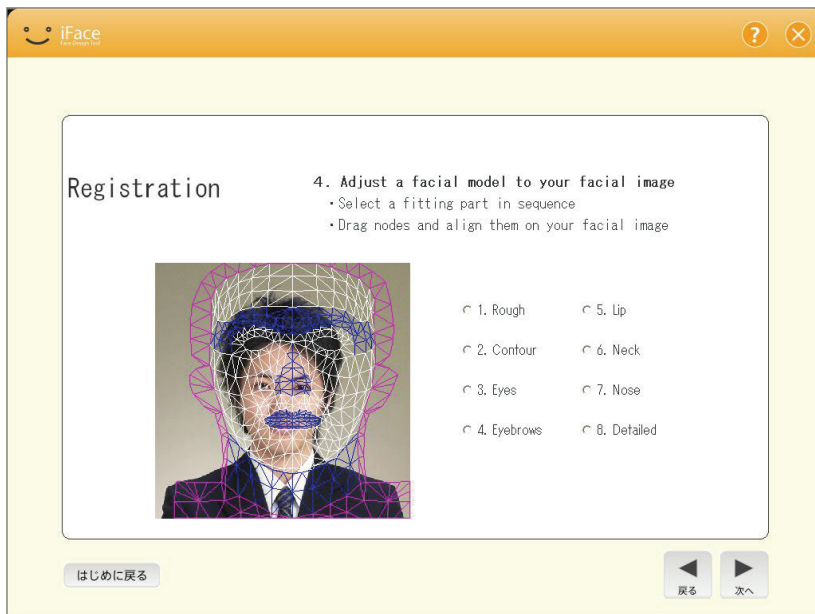 iFace
Face Design Tool
?
Registration
4. Adjust a facial model to your facial image
・Select a fitting part in sequence
・Drag nodes and align them on your facial image
1. Rough
5. Lip
2. Contour
6. Neck
3. Eyes
7. Nose
4. Eyebrows
8. Detailed
はじめに戻る
戻る
次へ